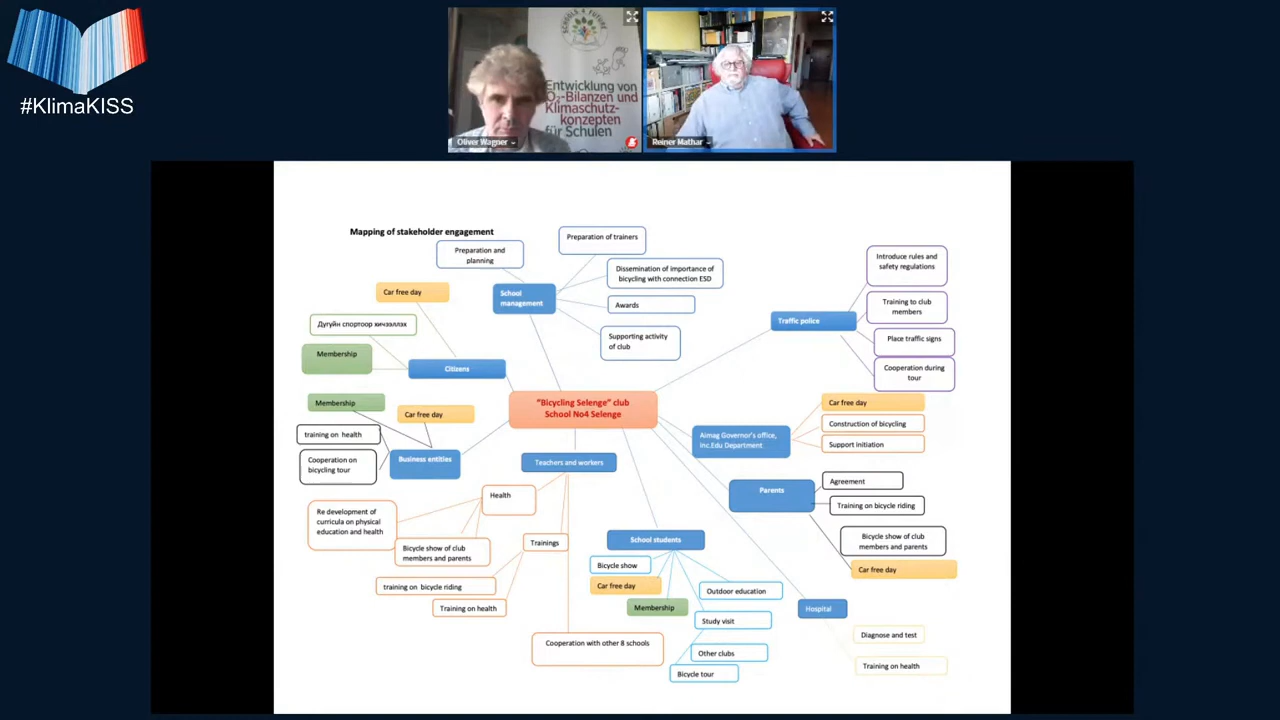 #KlimaKISS
SCHOOLS 4 FUTURE
Entwicklung von
O₂-Bilanzen und
Klimaschutz-
konzepten
für Schulen
Oliver Wagner
Reiner Mathar
Mapping of stakeholder engagement
Preparation and
planning
Preparation of trainers
Dissemination of importance of
bicycling with connection ESD
Awards
Supporting activity
of club
School
management
Car free day
Дугуйн спортоор хичээллэх
Membership
Citizens
Introduce rules and
safety regulations
Training to club
members
Place traffic signs
Cooperation during
tour
Traffic police
"Bicycling Selenge" club
School No4 Selenge
Membership
Car free day
training on health
Cooperation on
bicycling tour
Business entities
Car free day
Construction of bicycling
Support initiation
Aimag Governor's office,
inc.Edu Department
Teachers and workers
Health
Re development of
curricula on physical
education and health
Bicycle show of club
members and parents
Trainings
training on bicycle riding
Training on health
Cooperation with other 8 schools
School students
Bicycle show
Car free day
Membership
Outdoor education
Study visit
Other clubs
Bicycle tour
Parents
Agreement
Training on bicycle riding
Bicycle show of club
members and parents
Car free day
Hospital
Diagnose and test
Training on health